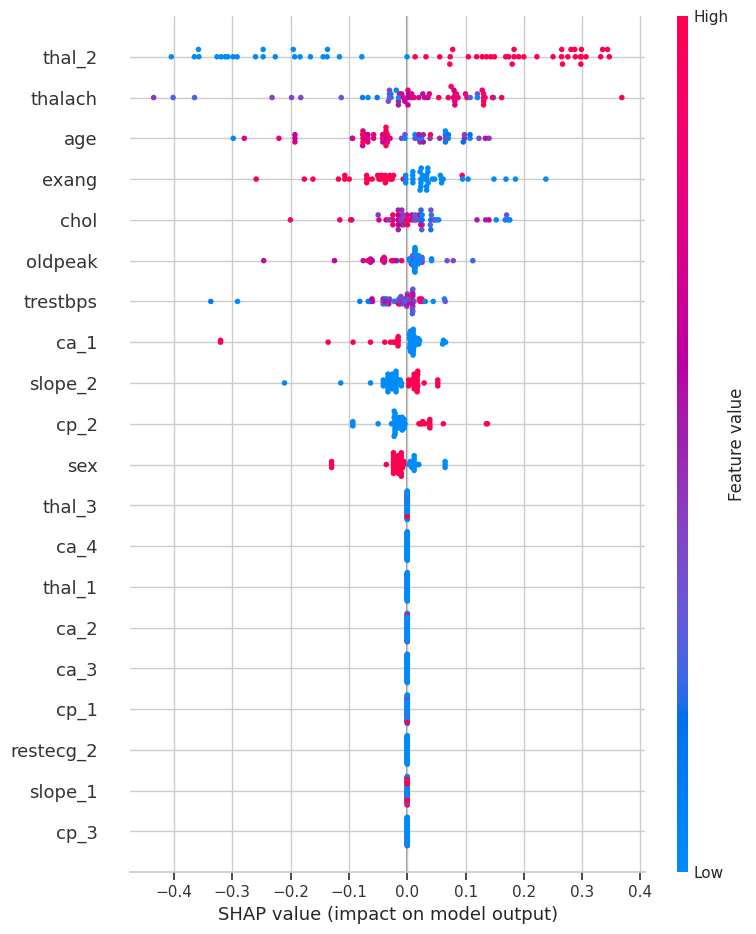 High
thal_2
thalach
age
exang
chol
oldpeak
trestbps
ca_1
slope_2
cp_2
sex
thal_3
ca_4
thal_1
ca_2
ca_3
cp_1
restecg_2
slope_1
cp_3
Feature value
Low
−0.4 −0.3 −0.2 −0.1 0.0 0.1 0.2 0.3 0.4
SHAP value (impact on model output)